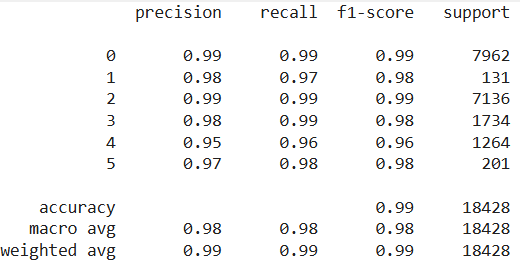 precision recall f1-score support
0 0.99 0.99 0.99 7962
1 0.98 0.97 0.98 131
2 0.99 0.99 0.99 7136
3 0.98 0.99 0.98 1734
4 0.95 0.96 0.96 1264
5 0.97 0.98 0.98 201
accuracy 0.99 18428
macro avg 0.98 0.98 0.98 18428
weighted avg 0.99 0.99 0.99 18428